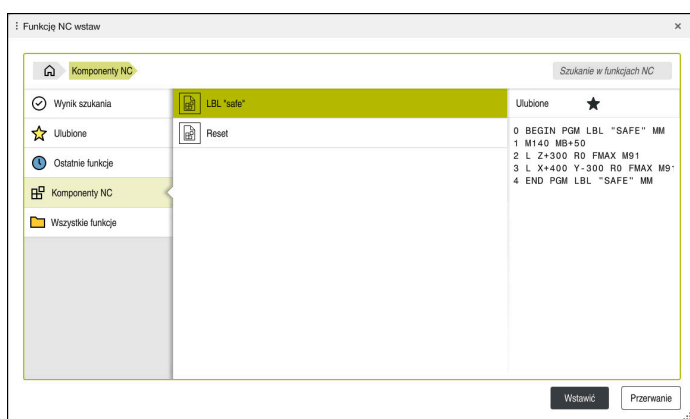 Funkcję NC wstaw
Komponenty NC
Szukanie w funkcjach NC
Wynik szukania
Ulubione
Ostatnie funkcje
Komponenty NC
Wszystkie funkcje
LBL "safe"
Reset
Ulubione
0 BEGIN PGM LBL "SAFE" MM
1 M140 MB+50
2 L Z+300 R0 FMAX M91
3 L X+400 Y-300 R0 FMAX M9
4 END PGM LBL "SAFE" MM
Wstawić
Przerwanie